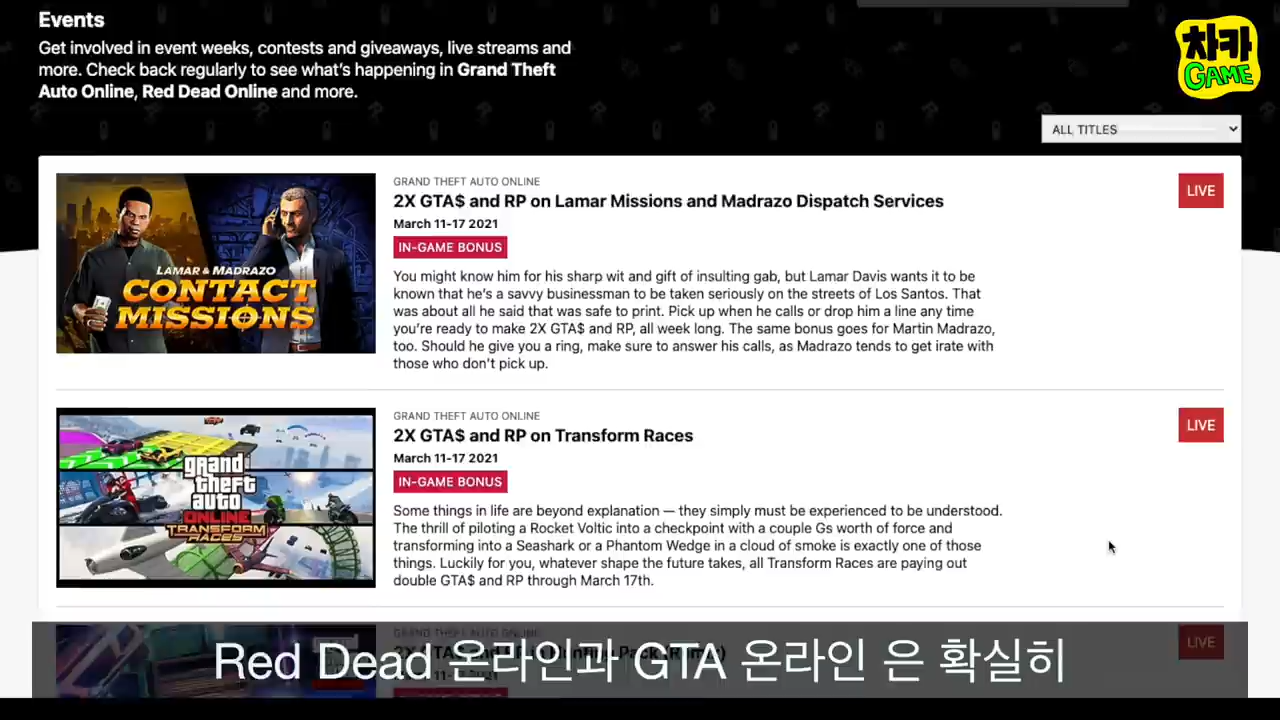 Events
Get involved in event weeks, contests and giveaways, live streams and
more. Check back regularly to see what's happening in Grand Theft
Auto Online, Red Dead Online and more.
차카
GAME
ALL TITLES
GRAND THEFT AUTO ONLINE
2X GTA$ and RP on Lamar Missions and Madrazo Dispatch Services
LIVE
March 11-17 2021
IN-GAME BONUS
LAMAR & MADRAZO
CONTACT
MISSIONS
You might know him for his sharp wit and gift of insulting gab, but Lamar Davis wants it to be
known that he's a savvy businessman to be taken seriously on the streets of Los Santos. That
was about all he said that was safe to print. Pick up when he calls or drop him a line any time
you're ready to make 2X GTA$ and RP, all week long. The same bonus goes for Martin Madrazo,
too. Should he give you a ring, make sure to answer his calls, as Madrazo tends to get irate with
those who don't pick up.
GRAND THEFT AUTO ONLINE
2X GTA$ and RP on Transform Races
LIVE
March 11-17 2021
IN-GAME BONUS
grand
theft
auto
ONLINE
TRANSFORM
RACES
Some things in life are beyond explanation — they simply must be experienced to be understood.
The thrill of piloting a Rocket Voltic into a checkpoint with a couple Gs worth of force and
transforming into a Seashark or a Phantom Wedge in a cloud of smoke is exactly one of those
things. Luckily for you, whatever shape the future takes, all Transform Races are paying out
double GTA$ and RP through March 17th.
GRAND THEFT AUTO ONLINE
LIVE
Red Dead 온라인과 GTA 온라인 은 확실히